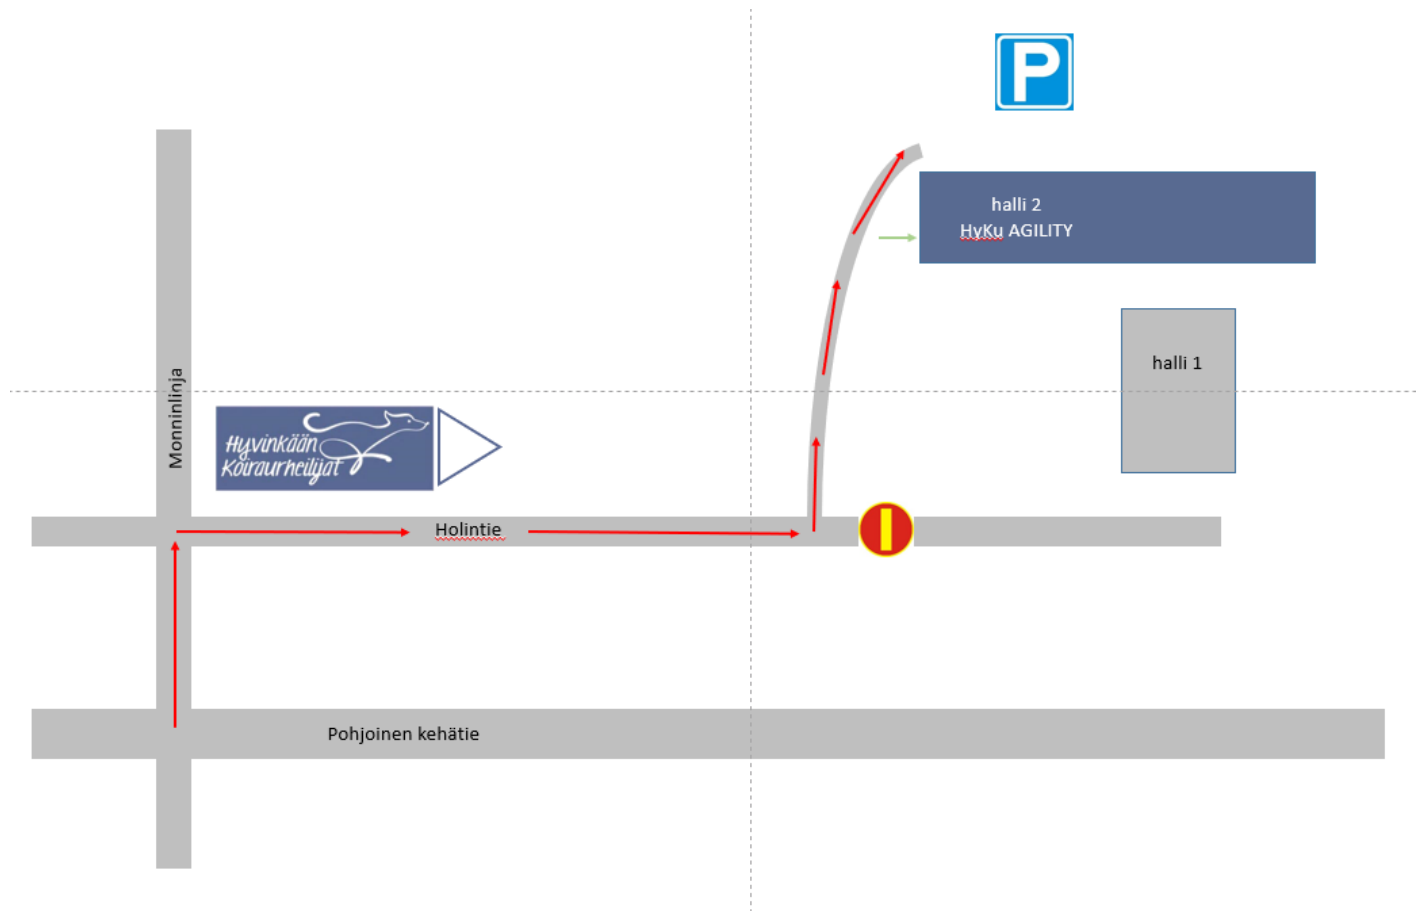 P
halli 2
HyKu AGILITY
halli 1
Monninlinja
Hyvinkään
Koiraurheilijat
Holintie
Pohjoinen kehätie